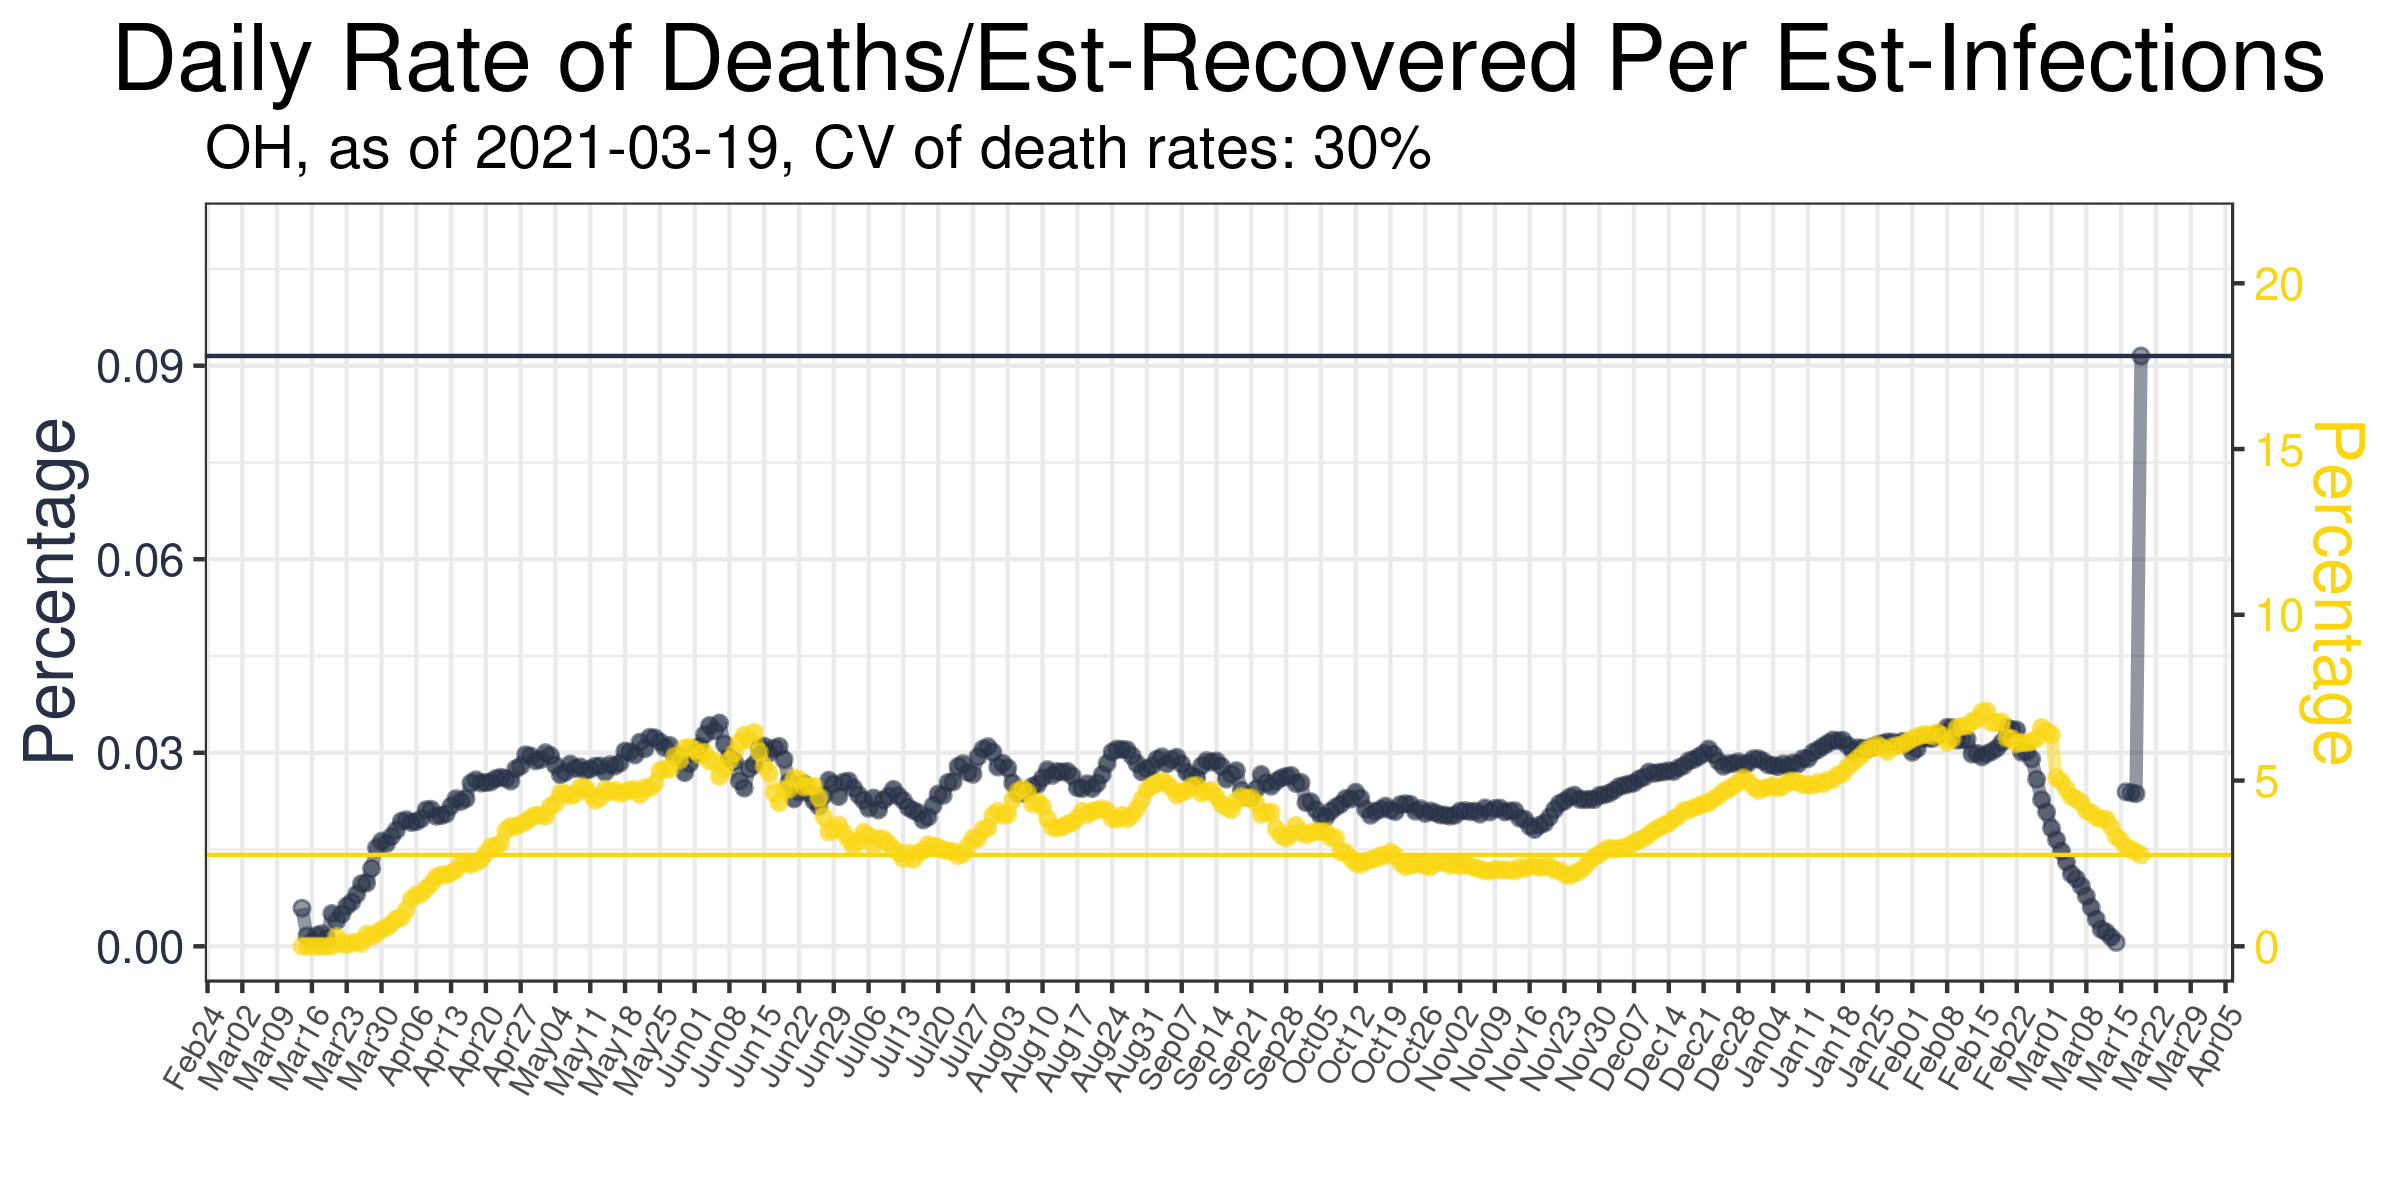 Daily Rate of Deaths/Est-Recovered Per Est-Infections
OH, as of 2021-03-19, CV of death rates: 30%
Percentage
0.09
0.06
0.03
0.00
20
15
10
5
0
Percentage
Feb24
Mar02
Mar09
Mar16
Mar23
Mar30
Apr06
Apr13
Apr20
Apr27
May04
May11
May18
May25
Jun01
Jun08
Jun15
Jun22
Jun29
Jul06
Jul13
Jul20
Jul27
Aug03
Aug10
Aug17
Aug24
Aug31
Sep07
Sep14
Sep21
Sep28
Oct05
Oct12
Oct19
Oct26
Nov02
Nov09
Nov16
Nov23
Nov30
Dec07
Dec14
Dec21
Dec28
Jan04
Jan11
Jan18
Jan25
Feb01
Feb08
Feb15
Feb22
Mar01
Mar08
Mar15
Mar22
Mar29
Apr05